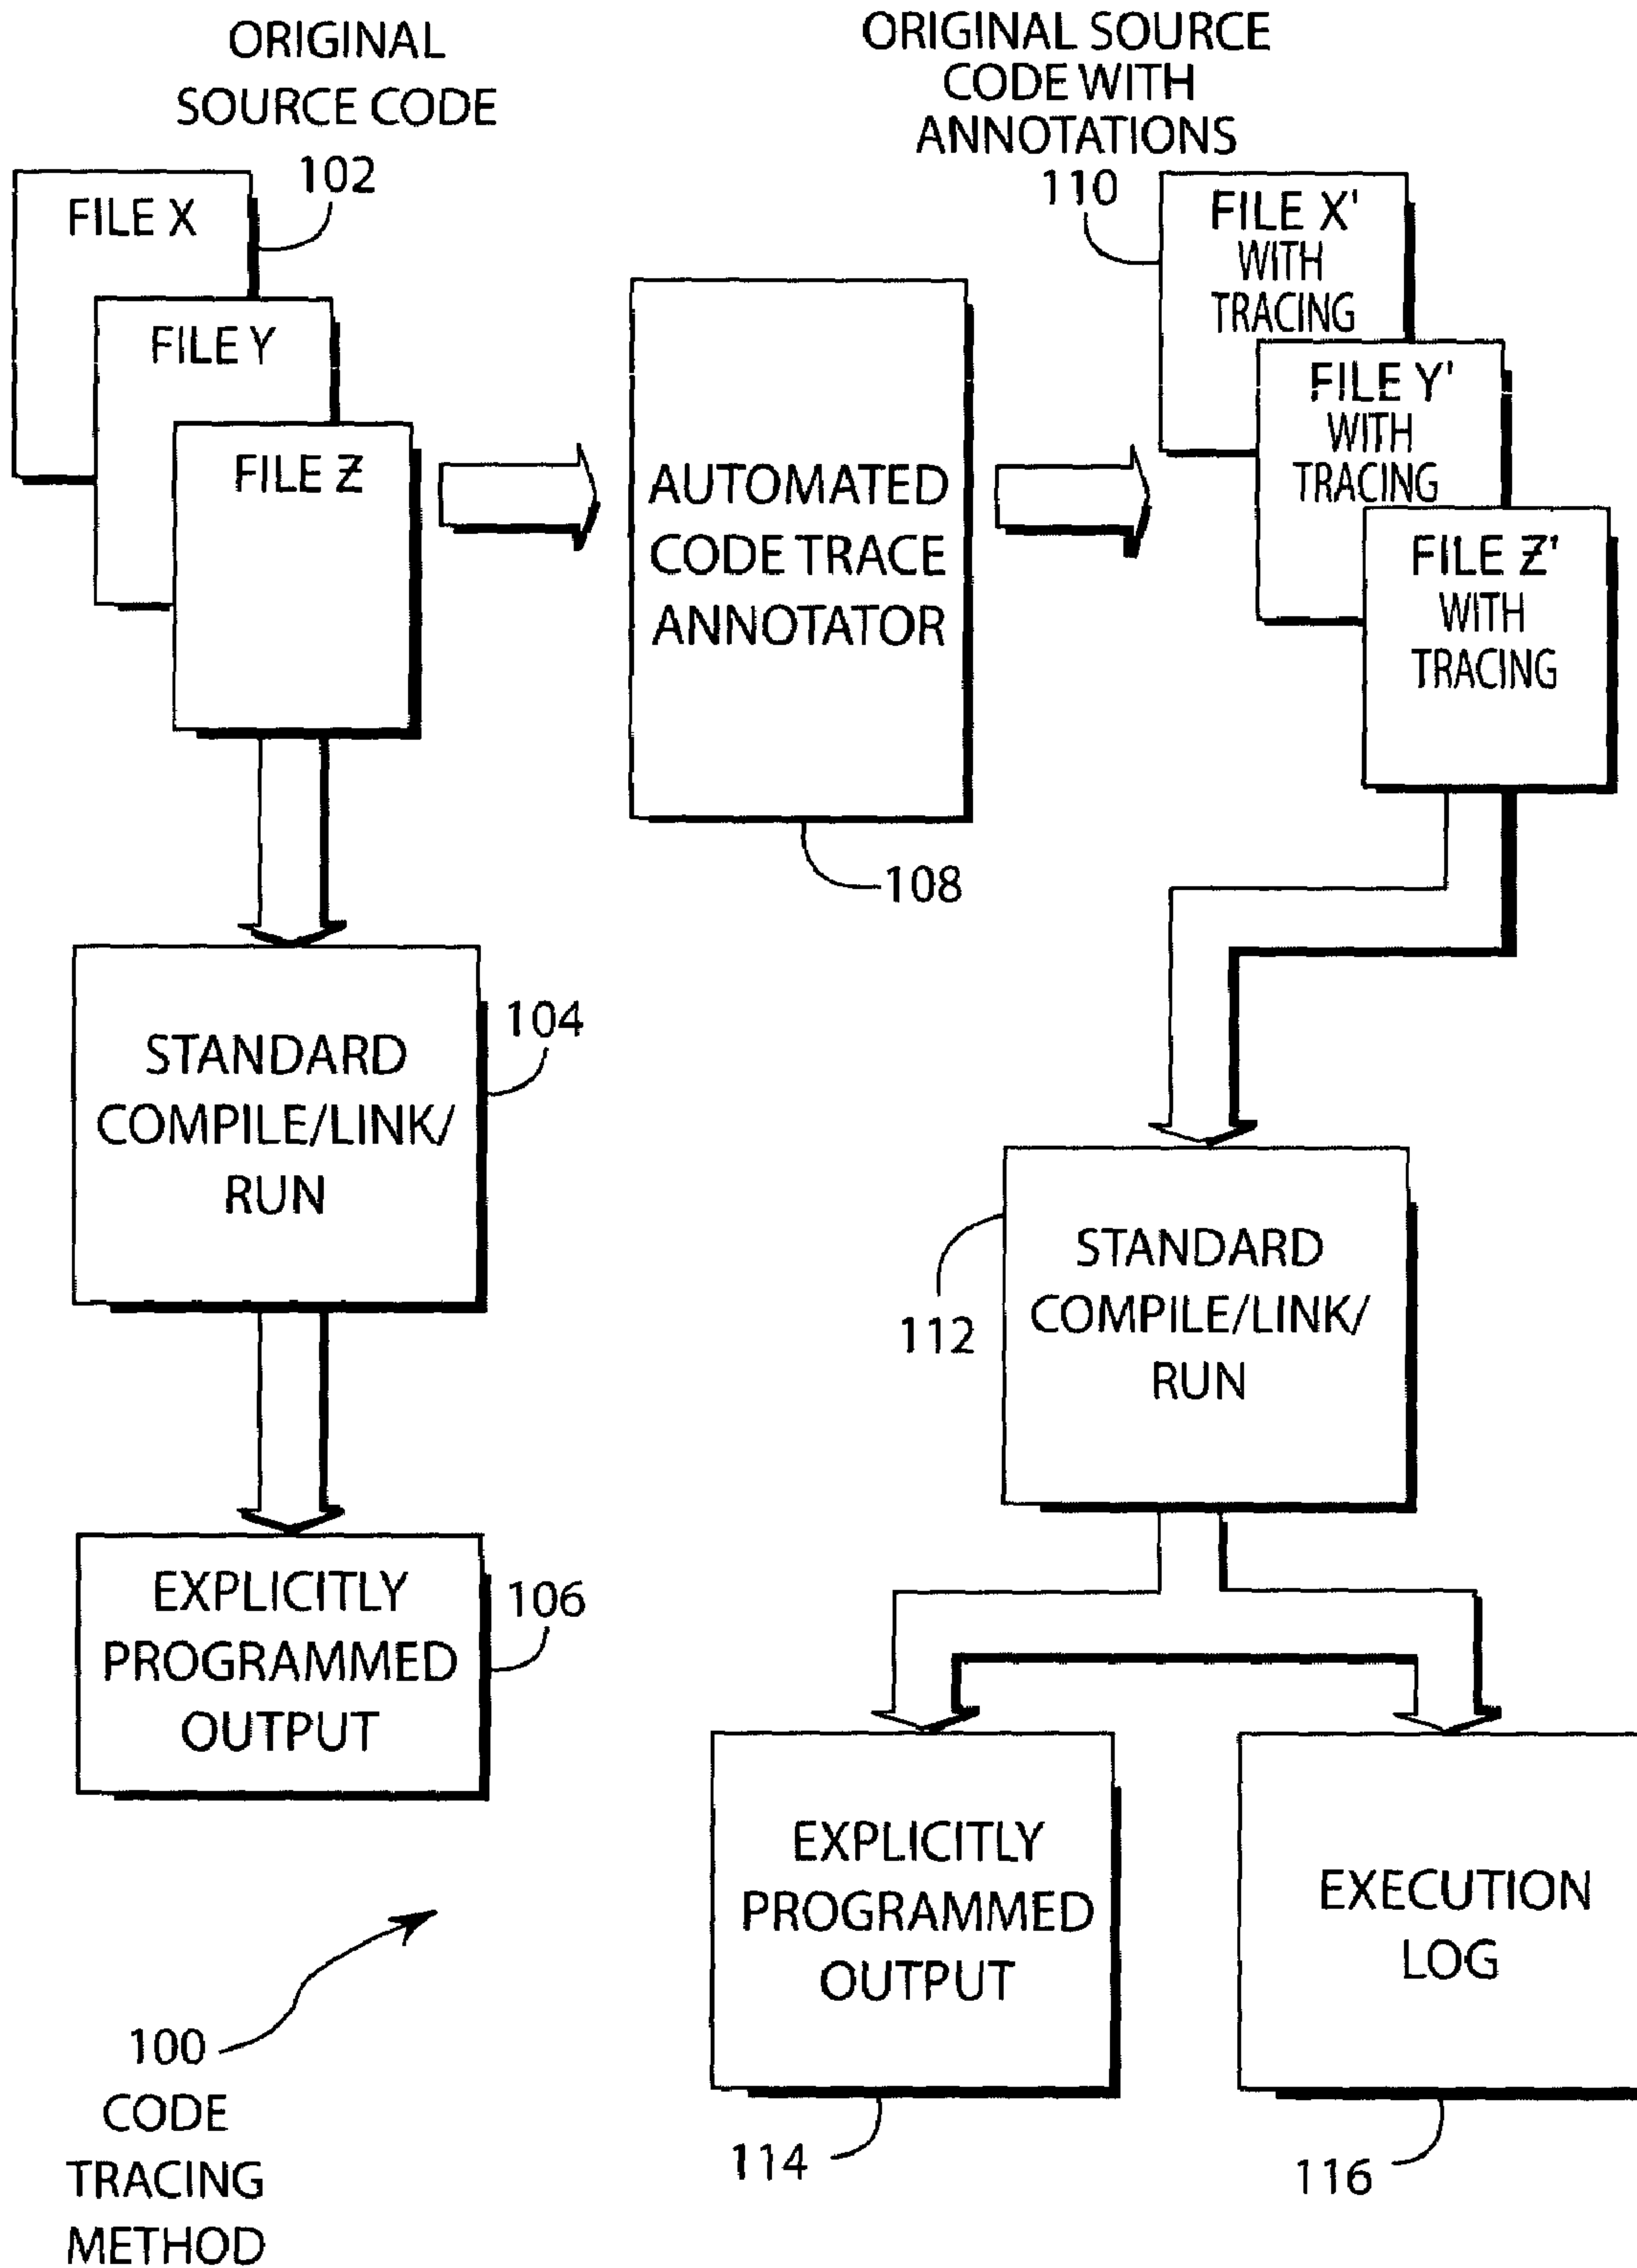 ORIGINAL
SOURCE CODE
102
FILE X
FILE Y
FILE Z
ORIGINAL SOURCE
CODE WITH
ANNOTATIONS
110
FILE X'
WITH
TRACING
FILE Y'
WITH
TRACING
FILE Z'
WITH
TRACING
AUTOMATED
CODE TRACE
ANNOTATOR
108
STANDARD
COMPILE/LINK/
RUN
104
EXPLICITLY
PROGRAMMED
OUTPUT
106
STANDARD
COMPILE/LINK/
RUN
112
EXPLICITLY
PROGRAMMED
OUTPUT
114
EXECUTION
LOG
116
100
CODE
TRACING
METHOD